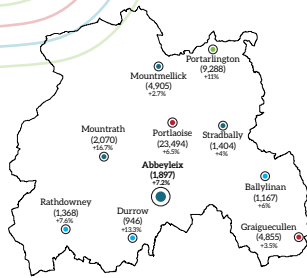 Portarlington
(9,288)
+11%
Mountmellick
(4,905)
+2.7%
Portlaoise
(23,494)
+6.5%
Stradbally
(1,404)
+4%
Mountrath
(2,070)
+16.7%
Abbeyleix
(1,897)
+7.2%
Ballylinan
(1,167)
+6%
Rathdowney
(1,368)
+7.6%
Durrow
(946)
+13.3%
Graiguecullen
(4,855)
+3.5%